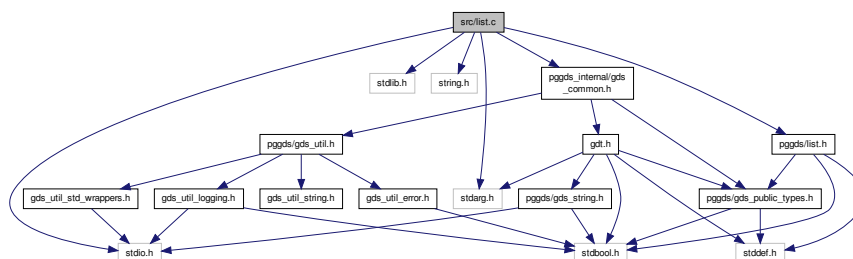 src/list.c
stdlib.h
string.h
pggds_internal/gds
_common.h
pggds/gds_util.h
gdt.h
pggds/list.h
gds_util_std_wrappers.h
gds_util_logging.h
gds_util_string.h
gds_util_error.h
stdarg.h
pggds/gds_string.h
pggds/gds_public_types.h
stdio.h
stdbool.h
stddef.h